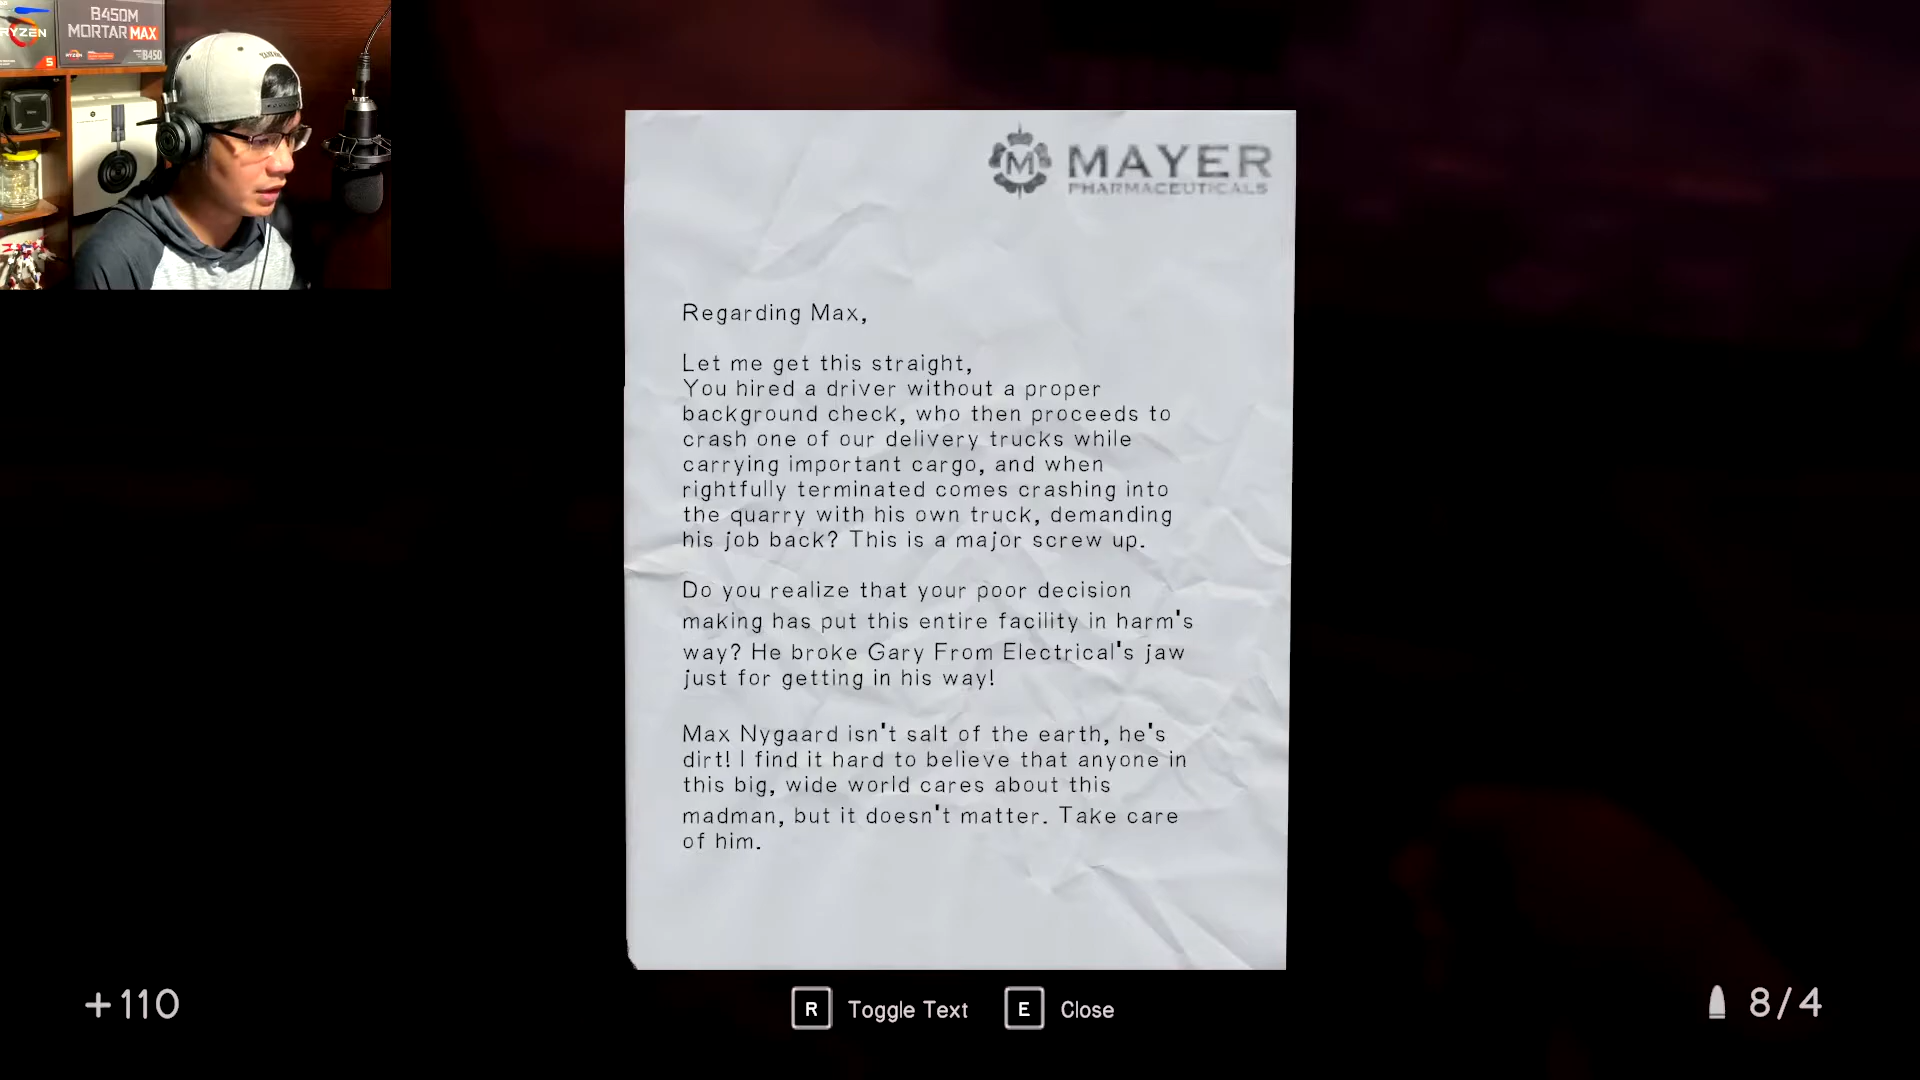 RYZEN
5
B450M
MORTAR MAX
RYZEN
B450
M MAYER
PHARMACEUTICALS
Regarding Max,
Let me get this straight,
You hired a driver without a proper
background check, who then proceeds to
crash one of our delivery trucks while
carrying important cargo, and when
rightfully terminated comes crashing into
the quarry with his own truck, demanding
his job back? This is a major screw up.
Do you realize that your poor decision
making has put this entire facility in harm's
way? He broke Gary From Electrical's jaw
just for getting in his way!
Max Nygaard isn't salt of the earth, he's
dirt! I find it hard to believe that anyone in
this big, wide world cares about this
madman, but it doesn't matter. Take care
of him.
+110
R Toggle Text E Close
8/4